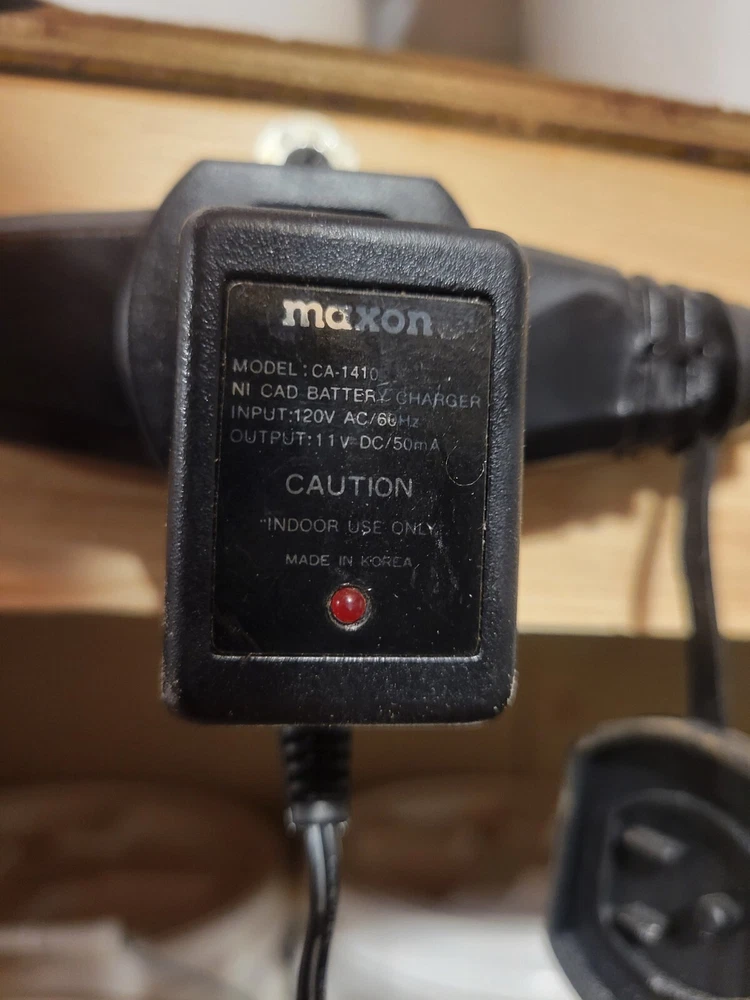 maxon
MODEL: CA-1410
NI CAD BATTERY CHARGER
INPUT:120V AC/60Hz
OUTPUT:11V DC/50mA
CAUTION
INDOOR USE ONLY
MADE IN KOREA